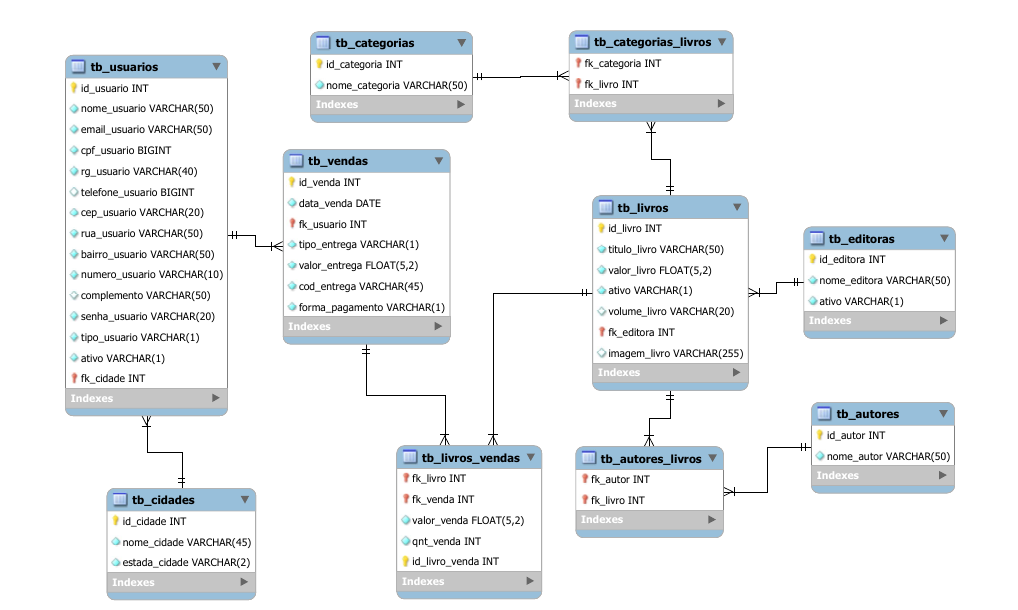 tb_usuarios
id_usuario INT
nome_usuario VARCHAR(50)
email_usuario VARCHAR(50)
cpf_usuario BIGINT
rg_usuario VARCHAR(40)
telefone_usuario BIGINT
cep_usuario VARCHAR(20)
rua_usuario VARCHAR(50)
bairro_usuario VARCHAR(50)
numero_usuario VARCHAR(10)
complemento VARCHAR(50)
senha_usuario VARCHAR(20)
tipo_usuario VARCHAR(1)
ativo VARCHAR(1)
fk_cidade INT
Indexes
tb_categorias
id_categoria INT
nome_categoria VARCHAR(50)
Indexes
tb_categorias_livros
fk_categoria INT
fk_livro INT
Indexes
tb_vendas
id_venda INT
data_venda DATE
fk_usuario INT
tipo_entrega VARCHAR(1)
valor_entrega FLOAT(5,2)
cod_entrega VARCHAR(45)
forma_pagamento VARCHAR(1)
Indexes
tb_livros
id_livro INT
titulo_livro VARCHAR(50)
valor_livro FLOAT(5,2)
ativo VARCHAR(1)
volume_livro VARCHAR(20)
fk_editora INT
imagem_livro VARCHAR(255)
Indexes
tb_editoras
id_editora INT
nome_editora VARCHAR(50)
ativo VARCHAR(1)
Indexes
tb_cidades
id_cidade INT
nome_cidade VARCHAR(45)
estada_cidade VARCHAR(2)
Indexes
tb_livros_vendas
fk_livro INT
fk_venda INT
valor_venda FLOAT(5,2)
qnt_venda INT
id_livro_venda INT
Indexes
tb_autores_livros
fk_autor INT
fk_livro INT
Indexes
tb_autores
id_autor INT
nome_autor VARCHAR(50)
Indexes